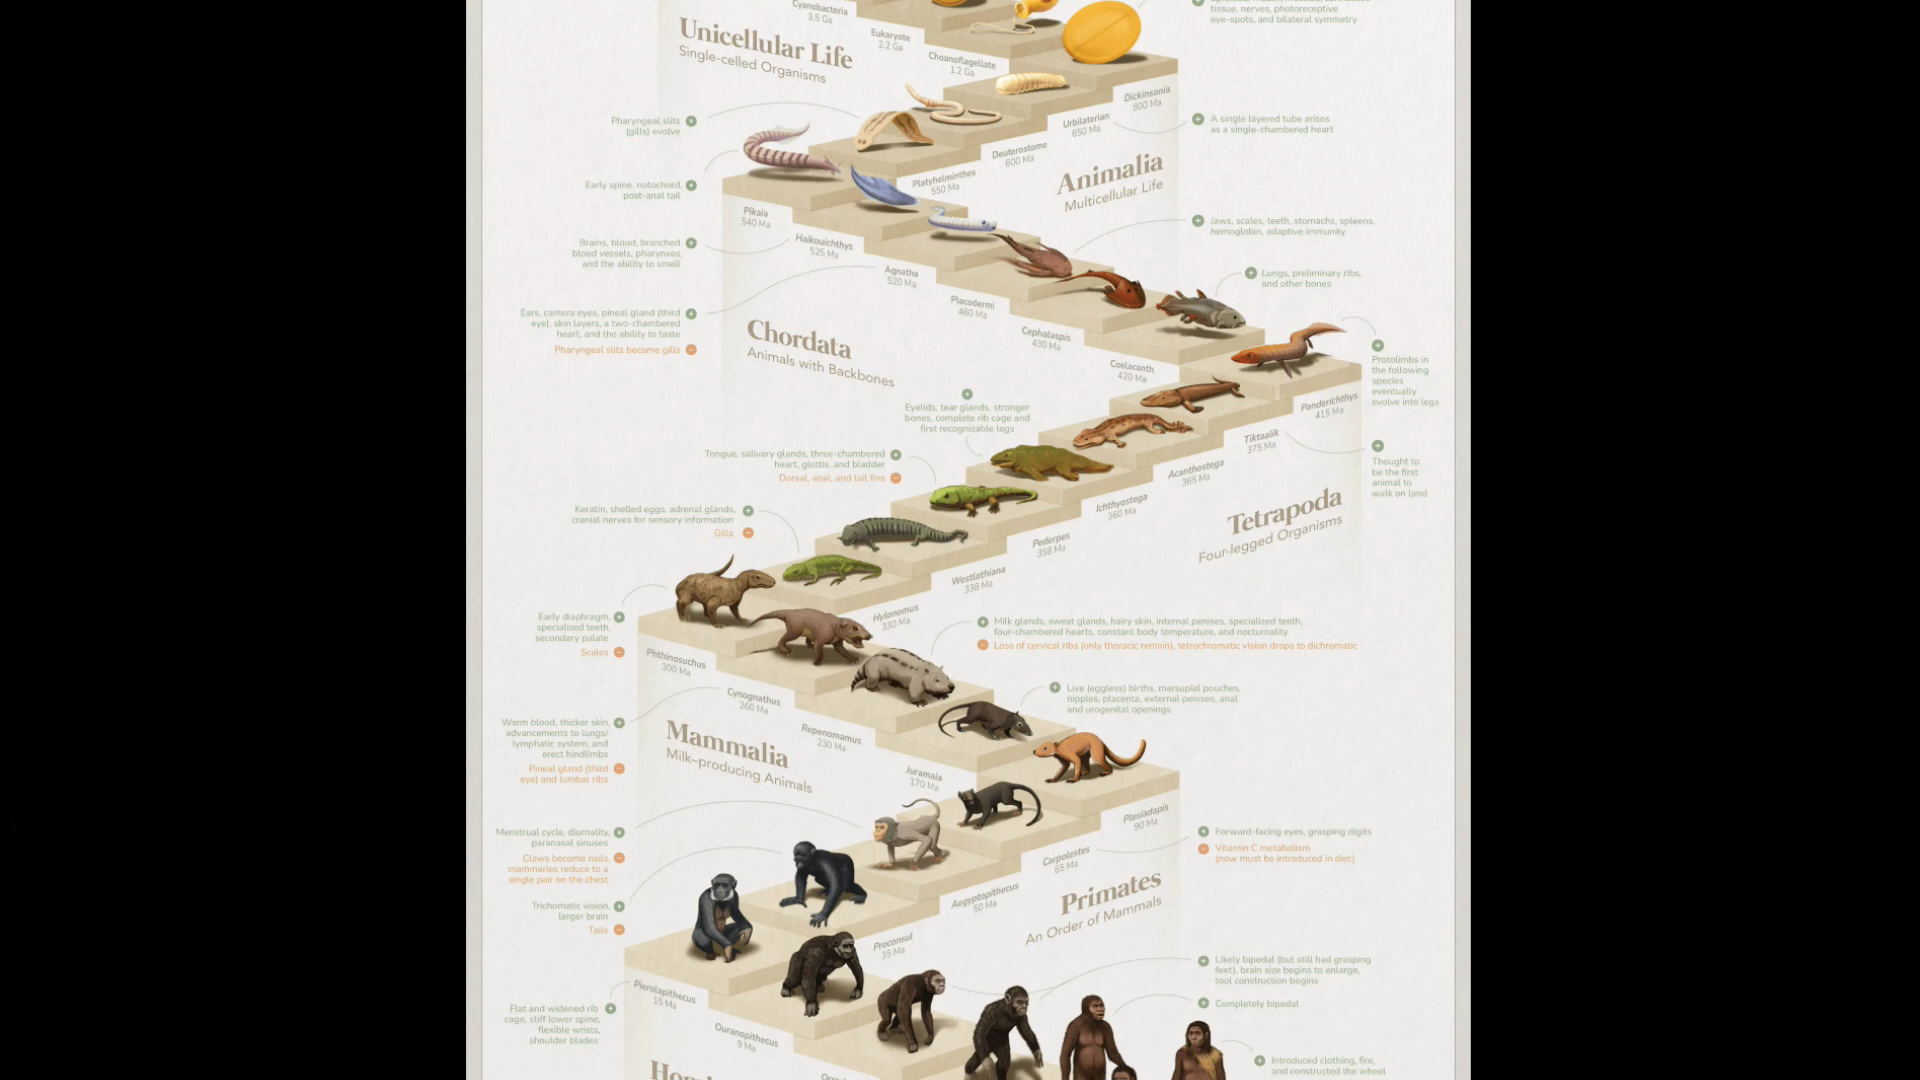 tissue, nerves, photoreceptive
eye-spots, and bilateral symmetry
Cyanobacteria
3.5 Ga
Eukaryote
2.2 Ga
Choanoflagellate
1.2 Ga
Unicellular Life
Single-celled Organisms
Dickinsonia
800 Ma
Urbilaterian
650 Ma
Deuterostome
600 Ma
Platyhelminthes
550 Ma
A single layered tube arises
as a single-chambered heart
Animalia
Multicellular Life
Pharyngeal slits
(gills) evolve
Early spine, notochord,
post-anal tail
Brains, blood, branched
blood vessels, pharynxes,
and the ability to smell
Ears, camera eyes, pineal gland (third
eye), skin layers, a two-chambered
heart, and the ability to taste
Pharyngeal slits become gills
Pikaia
540 Ma
Haikouichthys
525 Ma
Agnatha
520 Ma
Placodermi
460 Ma
Cephalaspis
430 Ma
Coelacanth
420 Ma
Jaws, scales, teeth, stomachs, spleens,
hemoglobin, adaptive immunity
Lungs, preliminary ribs,
and other bones
Chordata
Animals with Backbones
Protolimbs in
the following
species
eventually
evolve into legs
Panderichthys
415 Ma
Tiktaalik
375 Ma
Acanthostega
365 Ma
Ichthyostega
360 Ma
Pederpes
358 Ma
Westlothiana
338 Ma
Hylonomus
330 Ma
Thought to
be the first
animal to
walk on land
Tetrapoda
Four-legged Organisms
Eyelids, tear glands, stronger
bones, complete rib cage and
first recognizable legs
Tongue, salivary glands, three-chambered
heart, glottis, and bladder
Dorsal, anal, and tail fins
Keratin, shelled eggs, adrenal glands,
cranial nerves for sensory information
Gills
Early diaphragm,
specialized teeth,
secondary palate
Scales
Phthinosuchus
300 Ma
Cynognathus
260 Ma
Repenomamus
230 Ma
Juramaia
170 Ma
Milk glands, sweat glands, hairy skin, internal penises, specialized teeth,
four-chambered hearts, constant body temperature, and nocturnality
Loss of cervical ribs (only thoracic remain), tetrochromatic vision drops to dichromatic
Live (eggless) births, marsupial pouches,
nipples, placenta, external penises, anal
and urogenital openings
Warm blood, thicker skin,
advancements to lungs/
lymphatic system, and
erect hindlimbs
Pineal gland (third
eye) and lumbar ribs
Mammalia
Milk-producing Animals
Plesiadapis
90 Ma
Carpolestes
65 Ma
Aegyptopithecus
50 Ma
Proconsul
35 Ma
Forward-facing eyes, grasping digits
Vitamin C metabolism
(now must be introduced in diet)
Primates
An Order of Mammals
Menstrual cycle, diurnality,
paranasal sinuses
Claws become nails,
mammaries reduce to a
single pair on the chest
Trichomatic vision,
larger brain
Tails
Pierolapithecus
15 Ma
Ouranopithecus
9 Ma
Flat and widened rib
cage, stiff lower spine,
flexible wrists,
shoulder blades
Likely bipedal (but still had grasping
feet), brain size begins to enlarge,
tool construction begins
Completely bipedal
Introduced clothing, fire,
and constructed the wheel